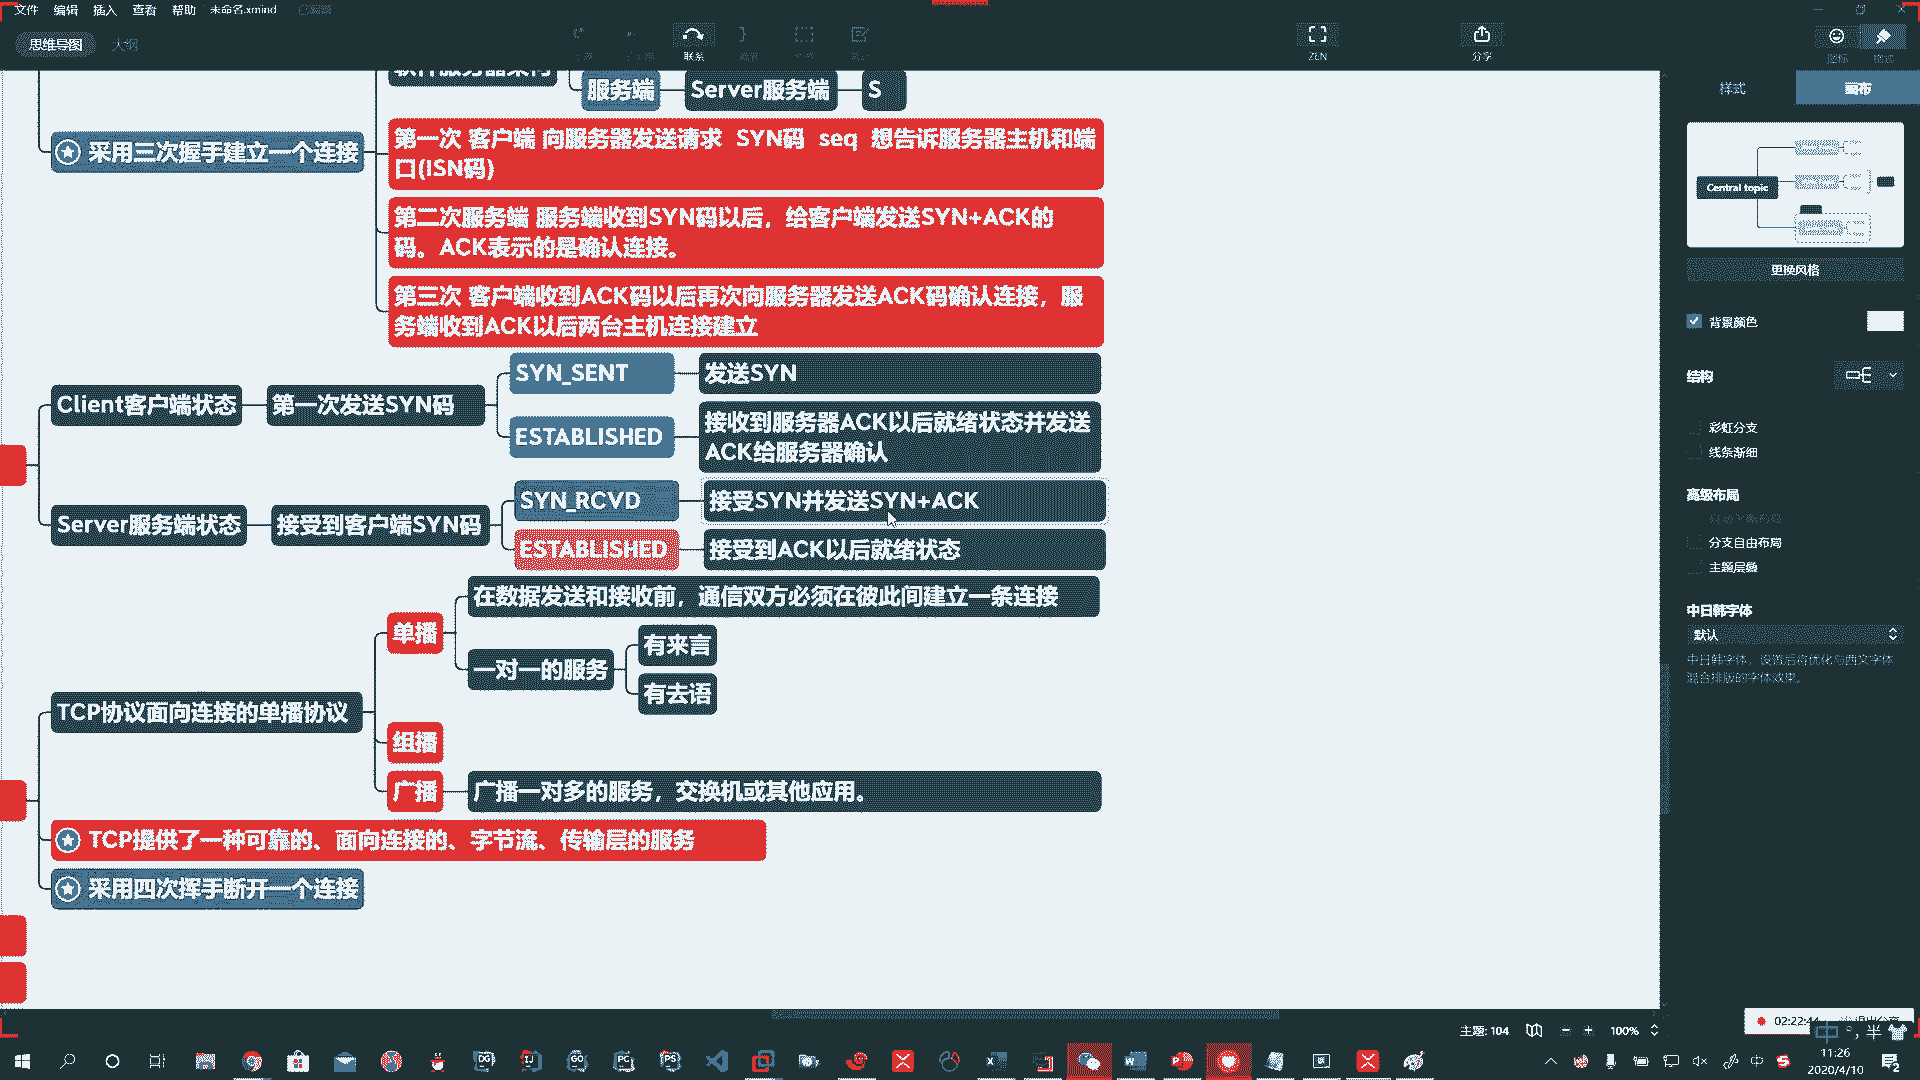 文件 编辑 插入 查看 帮助 未命名.xmind
思维导图 大纲
联系
ZEN
分享
样式
画布
服务端 Server服务端 S
采用三次握手建立一个连接
第一次 客户端 向服务器发送请求 SYN码 seq 想告诉服务器主机和端
口(ISN码)
第二次服务端 服务端收到SYN码以后，给客户端发送SYN+ACK的
码。ACK表示的是确认连接。
第三次 客户端收到ACK码以后再次向服务器发送ACK码确认连接，服
务端收到ACK以后两台主机连接建立
Client客户端状态 第一次发送SYN码
SYN_SENT 发送SYN
ESTABLISHED 接收到服务器ACK以后就绪状态并发送
ACK给服务器确认
Server服务端状态 接受到客户端SYN码
SYN_RCVD 接受SYN并发送SYN+ACK
ESTABLISHED 接受到ACK以后就绪状态
TCP协议面向连接的单播协议
单播
在数据发送和接收前，通信双方必须在彼此间建立一条连接
一对一的服务
有来言
有去语
组播
广播 广播一对多的服务，交换机或其他应用。
TCP提供了一种可靠的、面向连接的、字节流、传输层的服务
采用四次挥手断开一个连接
Central topic
更换风格
背景颜色
结构
彩虹分支
线条渐细
高级布局
分支自由布局
主题层叠
中日韩字体
默认
中日韩字体，设置后将优化与西文字体
混合排版的字体效果。
主题: 104
100%
11:26
2020/4/10